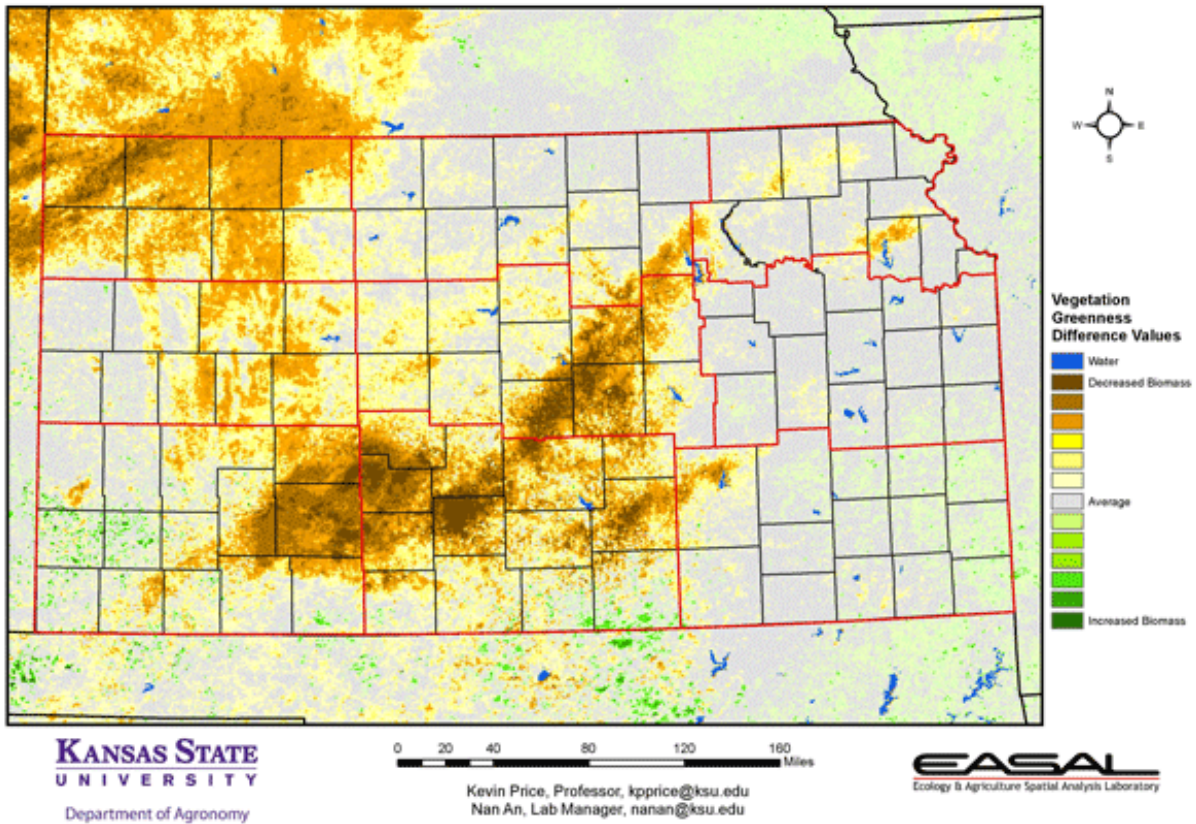 N
W E
S
Vegetation
Greenness
Difference Values
Water
Decreased Biomass
Average
Increased Biomass
KANSAS STATE
UNIVERSITY
Department of Agronomy
0 20 40 80 120 160
Miles
Kevin Price, Professor, kpprice@ksu.edu
Nan An, Lab Manager, nanan@ksu.edu
EASAL
Ecology & Agriculture Spatial Analysis Laboratory